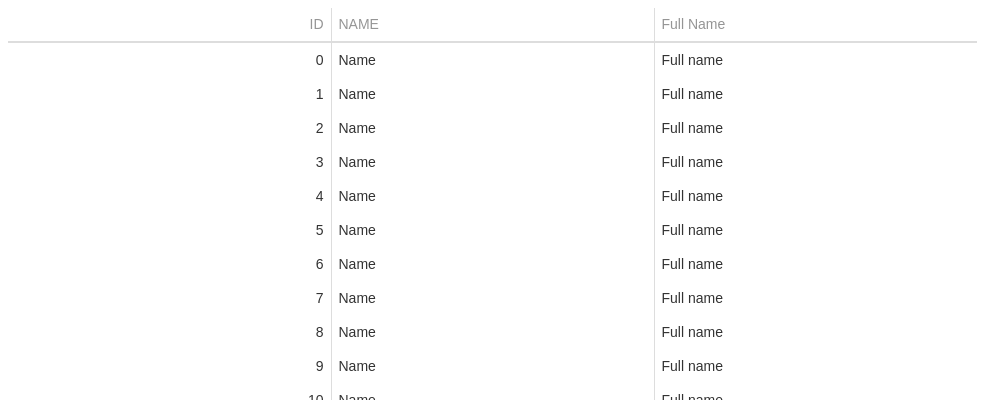 ID NAME Full Name
0 Name Full name
1 Name Full name
2 Name Full name
3 Name Full name
4 Name Full name
5 Name Full name
6 Name Full name
7 Name Full name
8 Name Full name
9 Name Full name
10 Name Full name